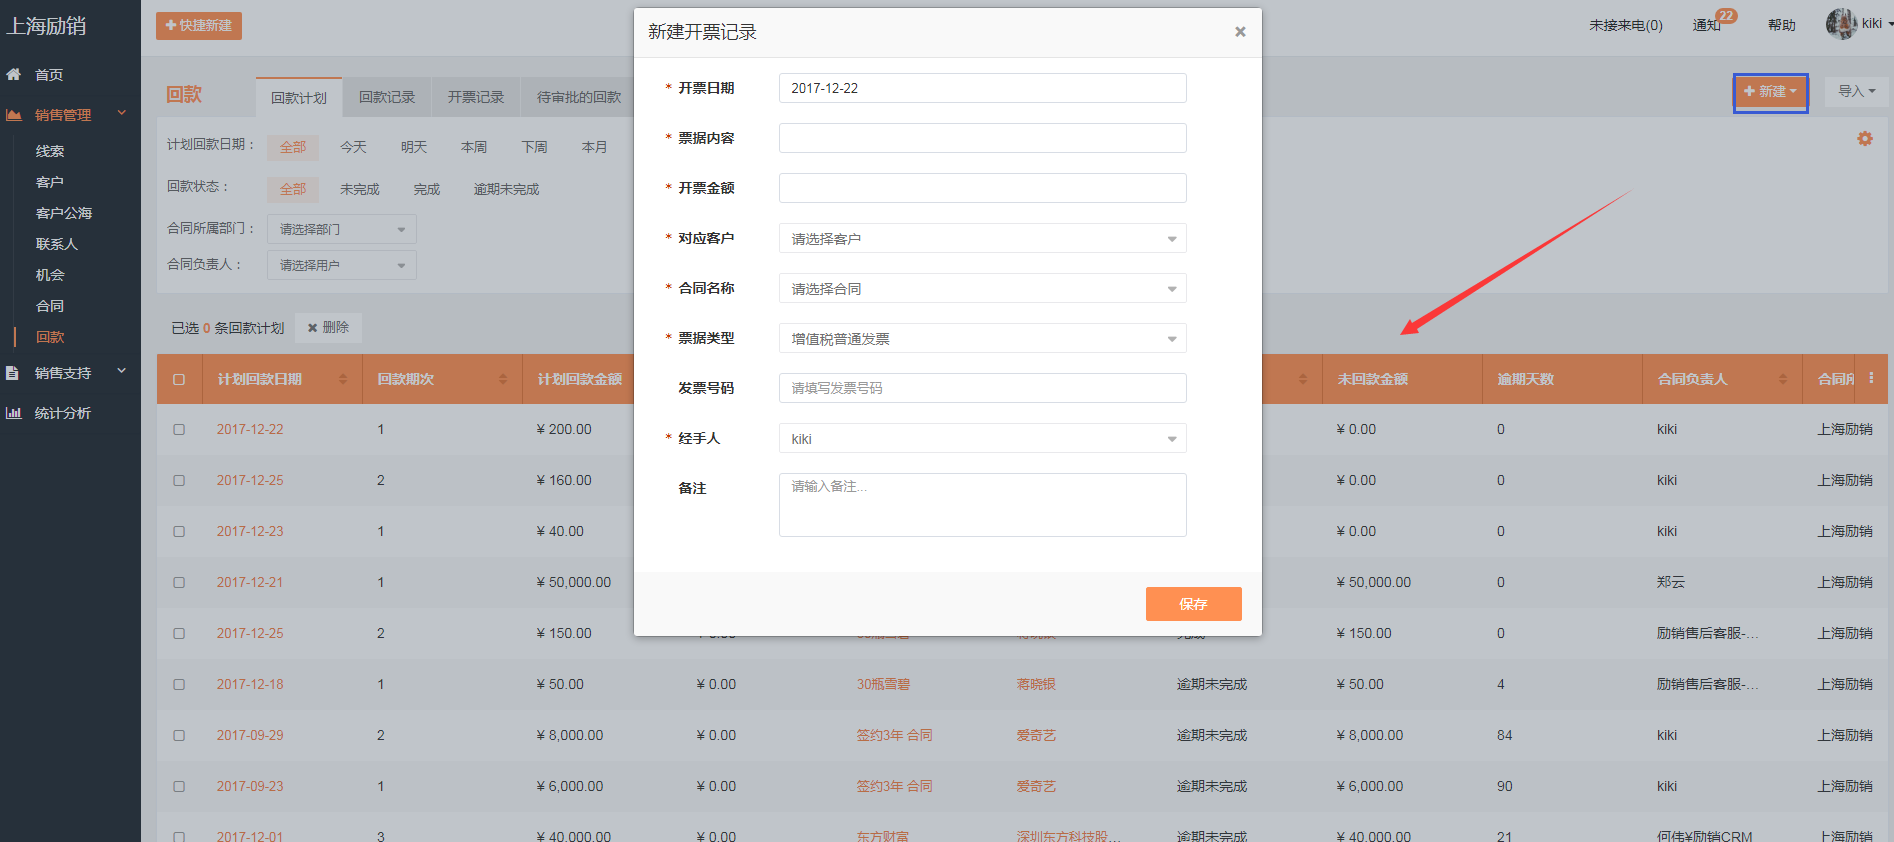 上海励销
快捷新建
未接来电(0)
通知
22
帮助
kiki
首页
销售管理
线索
客户
客户公海
联系人
机会
合同
回款
销售支持
统计分析
回款
回款计划
回款记录
开票记录
待审批的回款
新建
导入
计划回款日期：
全部
今天
明天
本周
下周
本月
回款状态：
全部
未完成
完成
逾期未完成
合同所属部门：
请选择部门
合同负责人：
请选择用户
已选 0 条回款计划
删除
新建开票记录
×
* 开票日期
2017-12-22
* 票据内容
* 开票金额
* 对应客户
请选择客户
* 合同名称
请选择合同
* 票据类型
增值税普通发票
发票号码
请填写发票号码
* 经手人
kiki
备注
请输入备注...
保存
计划回款日期 回款期次 计划回款金额 未回款金额 逾期天数 合同负责人
2017-12-22 1 ¥ 200.00 ¥ 0.00 0 kiki 上海励销
2017-12-25 2 ¥ 160.00 ¥ 0.00 0 kiki 上海励销
2017-12-23 1 ¥ 40.00 ¥ 0.00 0 kiki 上海励销
2017-12-21 1 ¥ 50,000.00 ¥ 50,000.00 0 郑云 上海励销
2017-12-25 2 ¥ 150.00 ¥ 150.00 0 励销售后客服-... 上海励销
2017-12-18 1 ¥ 50.00 ¥ 0.00 30瓶雪碧 蒋晓银 逾期未完成 ¥ 50.00 4 励销售后客服-... 上海励销
2017-09-29 2 ¥ 8,000.00 ¥ 0.00 签约3年 合同 爱奇艺 逾期未完成 ¥ 8,000.00 84 kiki 上海励销
2017-09-23 1 ¥ 6,000.00 ¥ 0.00 签约3年 合同 爱奇艺 逾期未完成 ¥ 6,000.00 90 kiki 上海励销
2017-12-01 3 ¥ 40,000.00 ¥ 0.00 东方财富 深圳东方科技股... 逾期未完成 ¥ 40,000.00 21 何伟¥励销CRM 上海励销